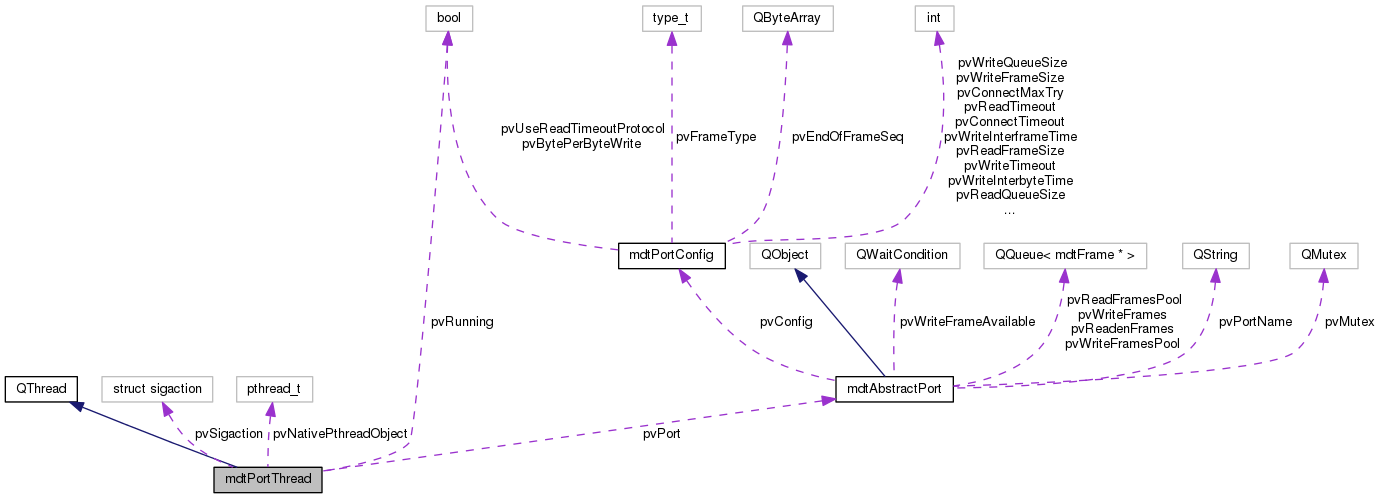 bool
type_t
QByteArray
int
pvWriteQueueSize
pvWriteFrameSize
pvConnectMaxTry
pvReadTimeout
pvConnectTimeout
pvWriteInterframeTime
pvReadFrameSize
pvWriteTimeout
pvWriteInterbyteTime
pvReadQueueSize
...
pvUseReadTimeoutProtocol
pvBytePerByteWrite
pvFrameType
pvEndOfFrameSeq
mdtPortConfig
QObject
QWaitCondition
QQueue< mdtFrame * >
QString
QMutex
pvRunning
pvConfig
pvWriteFrameAvailable
pvReadFramesPool
pvWriteFrames
pvReadenFrames
pvWriteFramesPool
pvPortName
pvMutex
QThread
struct sigaction
pthread_t
mdtAbstractPort
pvSigaction
pvNativePthreadObject
pvPort
mdtPortThread